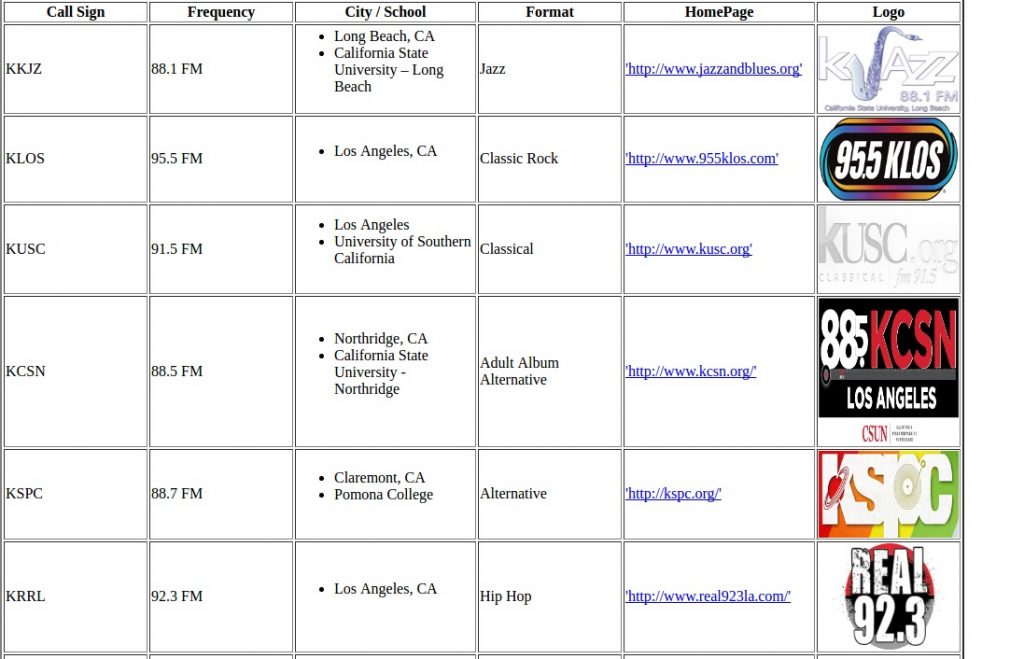 Call Sign Frequency City / School Format HomePage Logo
KKJZ
88.1 FM
Long Beach, CA
California State
University – Long
Beach
Jazz
'http://www.jazzandblues.org'
KJAZZ
88.1 FM
California State University, Long Beach
KLOS
95.5 FM
Los Angeles, CA
Classic Rock
'http://www.955klos.com'
95.5 KLOS
KUSC
91.5 FM
Los Angeles
University of Southern
California
Classical
'http://www.kusc.org'
KUSC.org
CLASSICAL fm 91.5
KCSN
88.5 FM
Northridge, CA
California State
University -
Northridge
Adult Album
Alternative
'http://www.kcsn.org/'
88.5 KCSN
LOS ANGELES
CSUN
KSPC
88.7 FM
Claremont, CA
Pomona College
Alternative
'http://kspc.org/'
KSPC
KRRL
92.3 FM
Los Angeles, CA
Hip Hop
'http://www.real923la.com/'
REAL
92.3